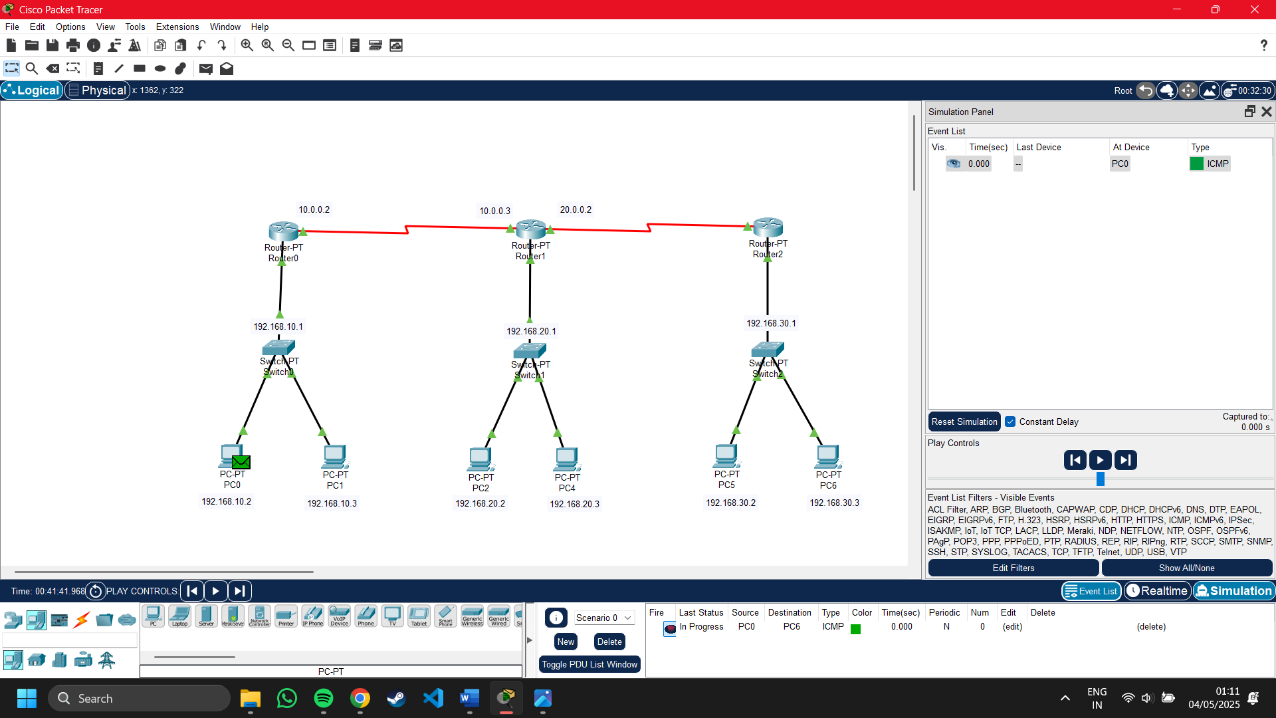 Cisco Packet Tracer
File Edit Options View Tools Extensions Window Help
Logical Physical x: 1362, y: 322 Root 00:32:30
Simulation Panel
Event List
Vis. Time(sec) Last Device At Device Type
0.000 -- PC0 ICMP
10.0.0.2 10.0.0.3 20.0.0.2
Router-PT
Router0
Router-PT
Router1
Router-PT
Router2
192.168.10.1 192.168.20.1 192.168.30.1
Switch-PT
Switch0
Switch-PT
Switch1
Switch-PT
Switch2
PC-PT
PC0
PC-PT
PC1
PC-PT
PC2
PC-PT
PC4
PC-PT
PC5
PC-PT
PC6
192.168.10.2 192.168.10.3 192.168.20.2 192.168.20.3 192.168.30.2 192.168.30.3
Reset Simulation Constant Delay Captured to:
0.000 s
Play Controls
Event List Filters - Visible Events
ACL Filter, ARP, BGP, Bluetooth, CAPWAP, CDP, DHCP, DHCPv6, DNS, DTP, EAPOL,
EIGRP, EIGRPv6, FTP, H.323, HSRP, HSRPv6, HTTP, HTTPS, ICMP, ICMPv6, IPSec,
ISAKMP, IoT, IoT TCP, LACP, LLDP, Meraki, NDP, NETFLOW, NTP, OSPF, OSPFv6,
PAgP, POP3, PPP, PPPoED, PTP, RADIUS, REP, RIP, RIPng, RTP, SCCP, SMTP, SNMP,
SSH, STP, SYSLOG, TACACS, TCP, TFTP, Telnet, UDP, USB, VTP
Edit Filters Show All/None
Time: 00:41:41.968 PLAY CONTROLS: Event List Realtime Simulation
PC Laptop Server Printer IP Phone VoIP Device Phone TV Tablet Smart Phone Generic Wireless Generic Wired
PC-PT
Scenario 0
New Delete
Toggle PDU List Window
Fire Last Status Source Destination Type Color Time(sec) Periodic Num Edit Delete
In Progress PC0 PC6 ICMP 0.000 N 0 (edit) (delete)
Search
ENG
IN
01:11
04/05/2025